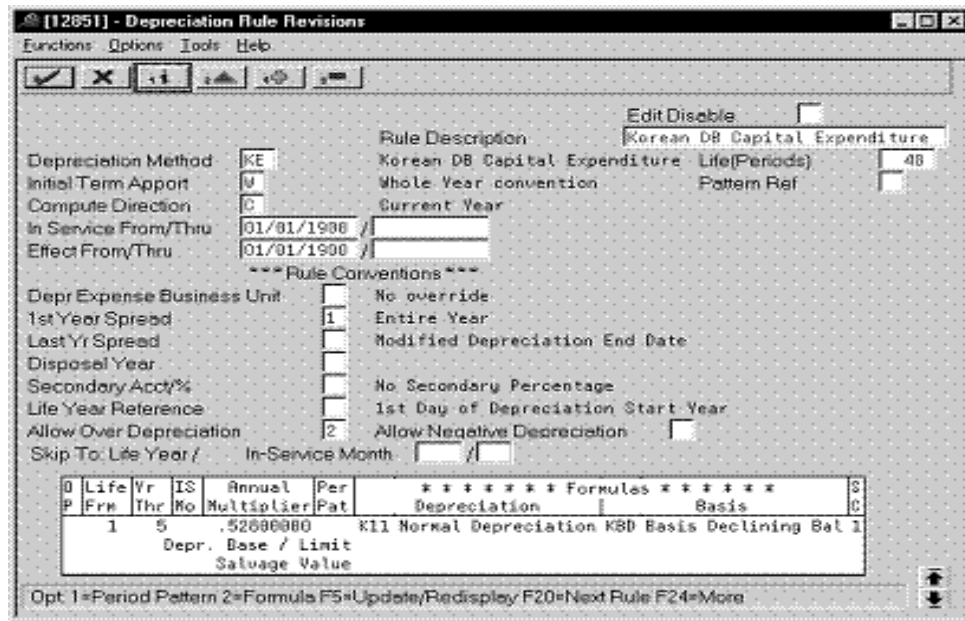 [12851] - Depreciation Rule Revisions
Functions Options Tools Help
Edit Disable
Rule Description Korean DB Capital Expenditure
Depreciation Method KE Korean DB Capital Expenditure Life(Periods) 48
Initial Term Apport W Whole Year convention Pattern Ref
Compute Direction C Current Year
In Service From/Thru 01/01/1900 /
Effect From/Thru 01/01/1900 /
*** Rule Conventions ***
Depr Expense Business Unit No override
1st Year Spread 1 Entire Year
Last Yr Spread Modified Depreciation End Date
Disposal Year
Secondary Acct/% No Secondary Percentage
Life Year Reference 1st Day of Depreciation Start Year
Allow Over Depreciation 2 Allow Negative Depreciation
Skip To: Life Year / In-Service Month /
O Life Yr IS Annual Per * * * * * * * Formulas * * * * * * S
P Frm Thr Mo Multiplier Pat Depreciation Basis C
1 5 .52800000 K11 Normal Depreciation KBD Basis Declining Bal 1
Depr. Base / Limit
Salvage Value
Opt: 1=Period Pattern 2=Formula F5=Update/Redisplay F20=Next Rule F24=More